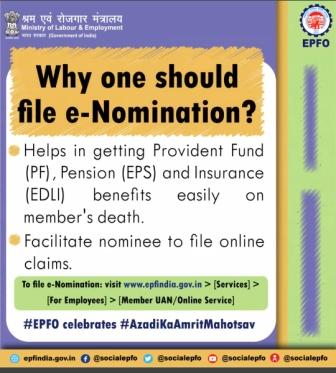 श्रम एवं रोजगार मंत्रालय
Ministry of Labour & Employment
भारत सरकार (Government of India)
EPFO
Why one should
file e-Nomination?
Helps in getting Provident Fund
(PF), Pension (EPS) and Insurance
(EDLI) benefits easily on
member's death.
Facilitate nominee to file online
claims.
To file e-Nomination: visit www.epfindia.gov.in > [Services] >
[For Employees] > [Member UAN/Online Service]
#EPFO celebrates #AzadiKaAmritMahotsav
epfindia.gov.in @socialepfo @socialepfo @socialepfo @socialepfo